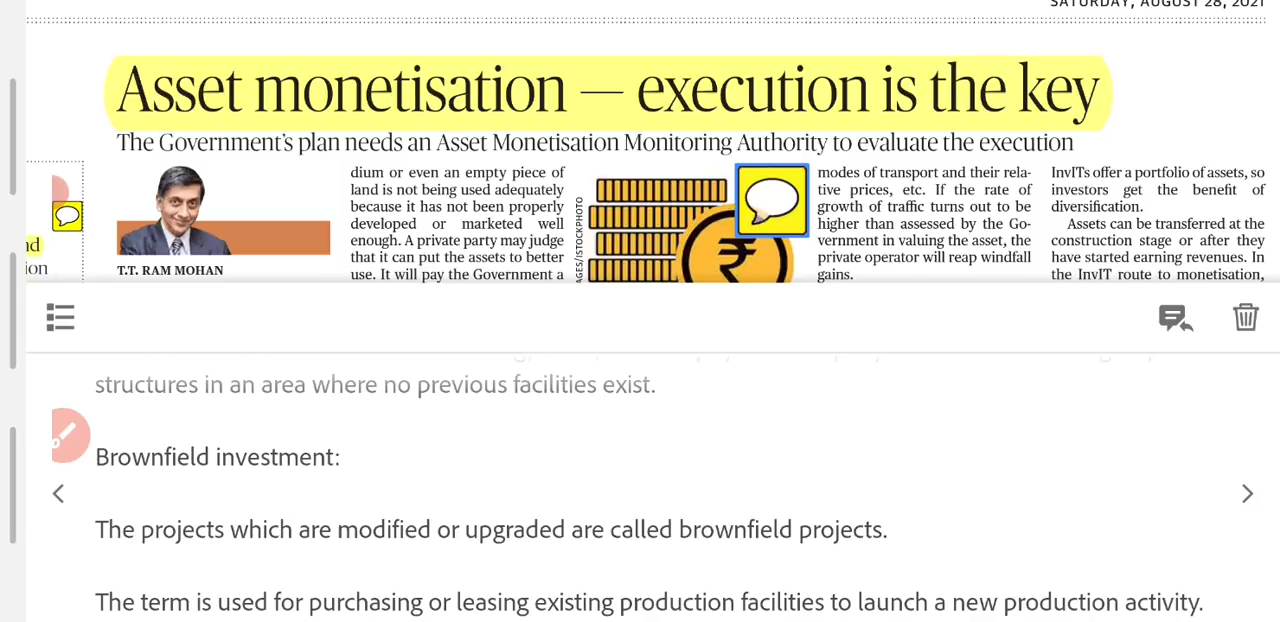 SATURDAY, AUGUST 28, 2021
Asset monetisation — execution is the key
The Government's plan needs an Asset Monetisation Monitoring Authority to evaluate the execution
nd
ion
T.T. RAM MOHAN
dium or even an empty piece of
land is not being used adequately
because it has not been properly
developed or marketed well
enough. A private party may judge
that it can put the assets to better
use. It will pay the Government a
AGES/ISTOCKPHOTO
modes of transport and their rela-
tive prices, etc. If the rate of
growth of traffic turns out to be
higher than assessed by the Go-
vernment in valuing the asset, the
private operator will reap windfall
gains.
InvITs offer a portfolio of assets, so
investors get the benefit of
diversification.
Assets can be transferred at the
construction stage or after they
have started earning revenues. In
the InvIT route to monetisation,
structures in an area where no previous facilities exist.
Brownfield investment:
The projects which are modified or upgraded are called brownfield projects.
The term is used for purchasing or leasing existing production facilities to launch a new production activity.